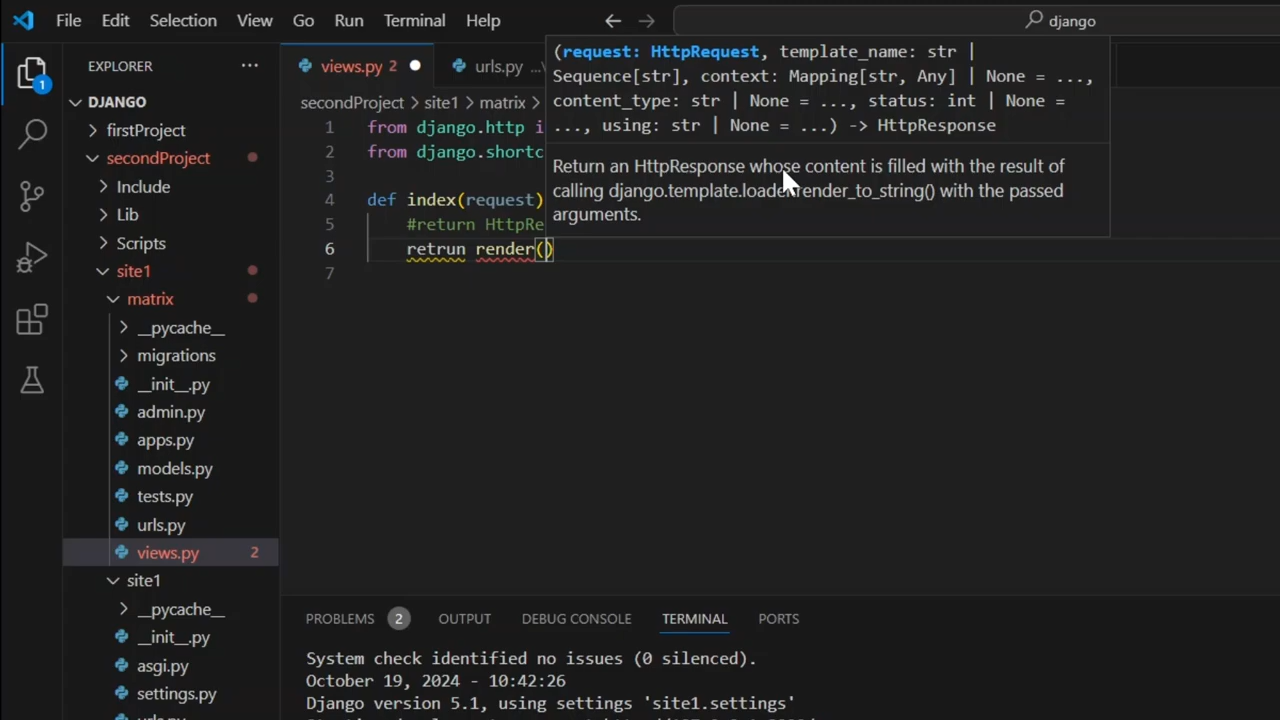 File Edit Selection View Go Run Terminal Help
django
EXPLORER
views.py 2
urls.py ...
DJANGO
firstProject
secondProject
Include
Lib
Scripts
site1
matrix
__pycache__
migrations
__init__.py
admin.py
apps.py
models.py
tests.py
urls.py
views.py 2
site1
__pycache__
__init__.py
asgi.py
settings.py
secondProject > site1 > matrix >
1 from django.http i
2 from django.shortc
3
4 def index(request)
5 #return HttpRe
6 retrun render()
7
(request: HttpRequest, template_name: str |
Sequence[str], context: Mapping[str, Any] | None = ...,
content_type: str | None = ..., status: int | None =
..., using: str | None = ...) -> HttpResponse
Return an HttpResponse whose content is filled with the result of
calling django.template.loader.render_to_string() with the passed
arguments.
PROBLEMS 2 OUTPUT DEBUG CONSOLE TERMINAL PORTS
System check identified no issues (0 silenced).
October 19, 2024 - 10:42:26
Django version 5.1, using settings 'site1.settings'